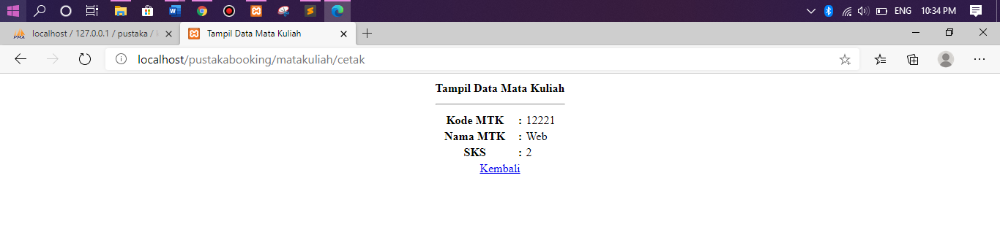 ENG 10:34 PM
localhost / 127.0.0.1 / pustaka /
Tampil Data Mata Kuliah
localhost/pustakabooking/matakuliah/cetak
Tampil Data Mata Kuliah
Kode MTK : 12221
Nama MTK : Web
SKS : 2
Kembali